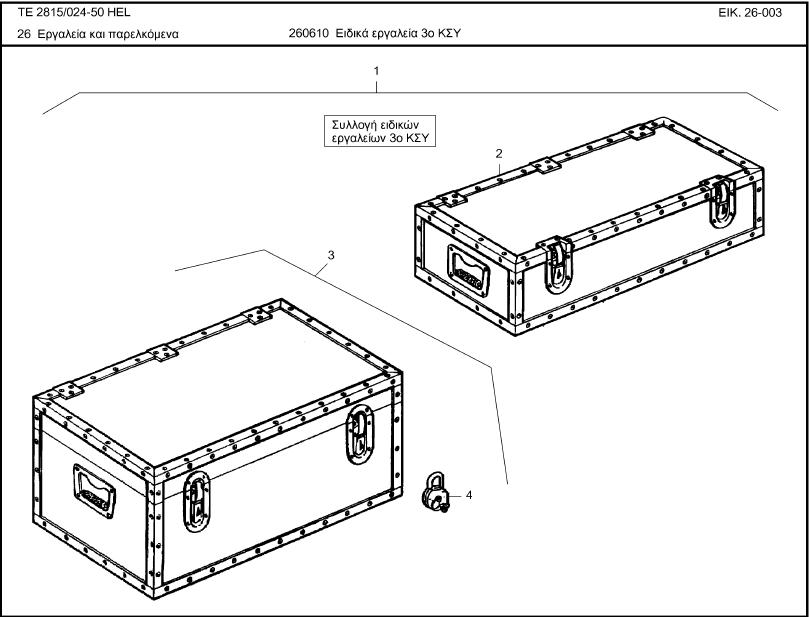 TE 2815/024-50 HEL
ΕΙΚ. 26-003
26 Εργαλεία και παρελκόμενα
260610 Ειδικά εργαλεία 3ο ΚΣΥ
1
Συλλογή ειδικών
εργαλείων 3ο ΚΣΥ
2
3
4